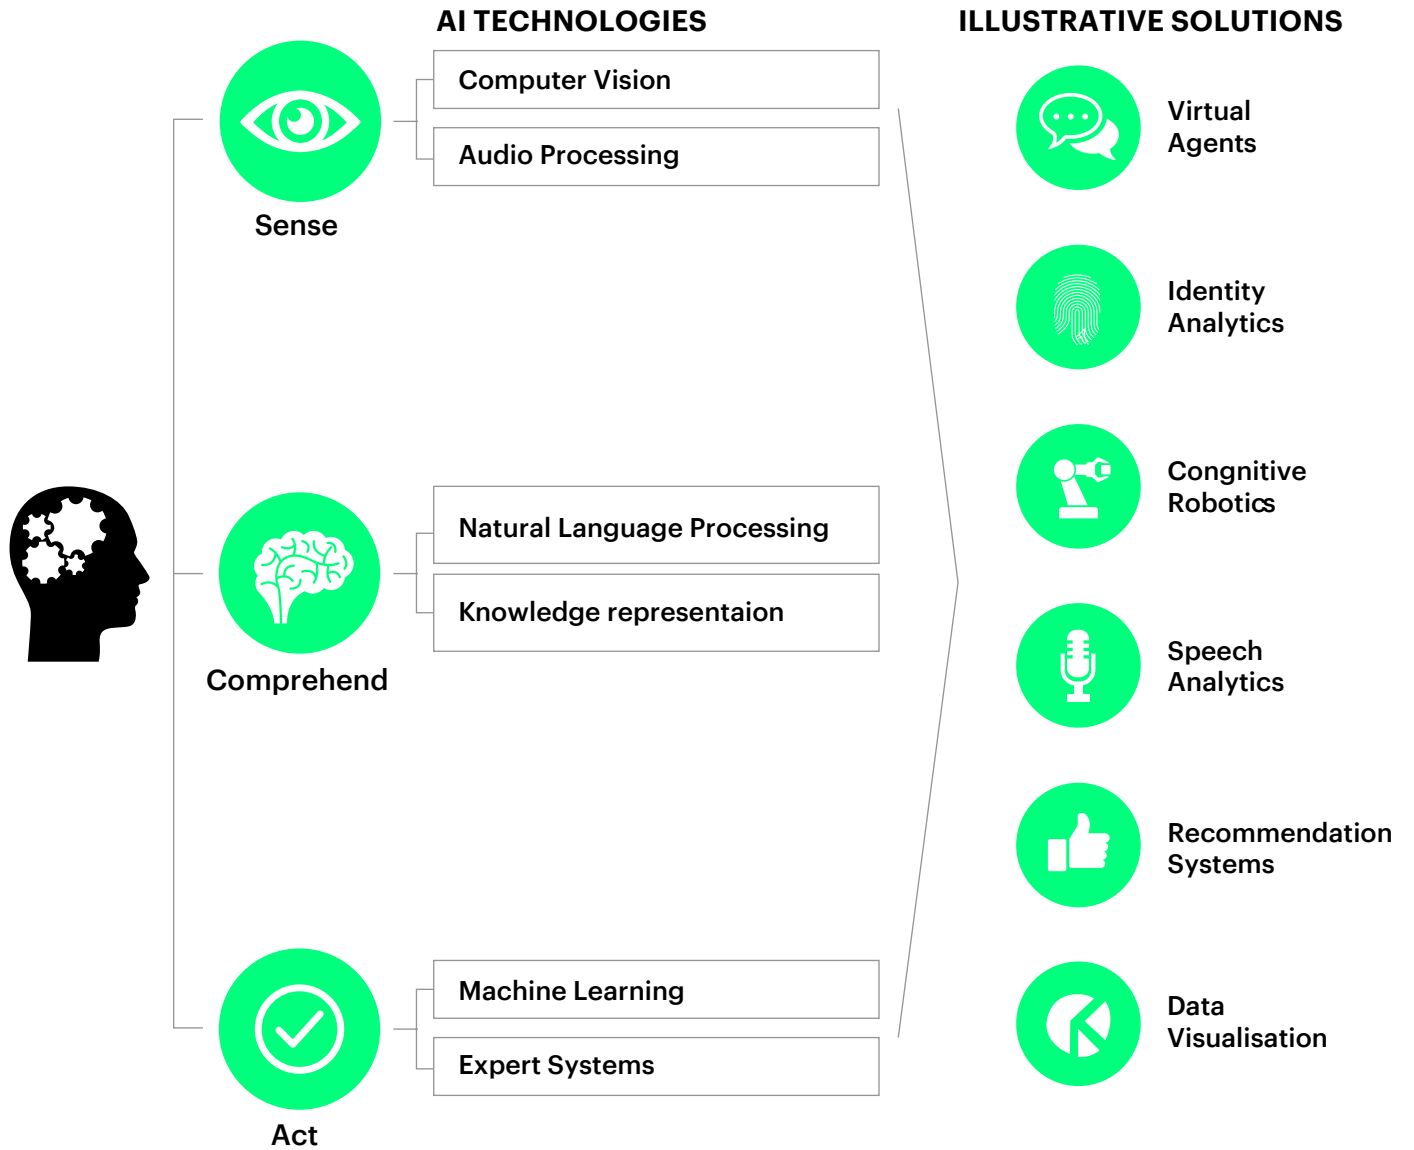 AI TECHNOLOGIES
ILLUSTRATIVE SOLUTIONS
Computer Vision
Audio Processing
Sense
Natural Language Processing
Knowledge representaion
Comprehend
Machine Learning
Expert Systems
Act
Virtual
Agents
Identity
Analytics
Congnitive
Robotics
Speech
Analytics
Recommendation
Systems
Data
Visualisation